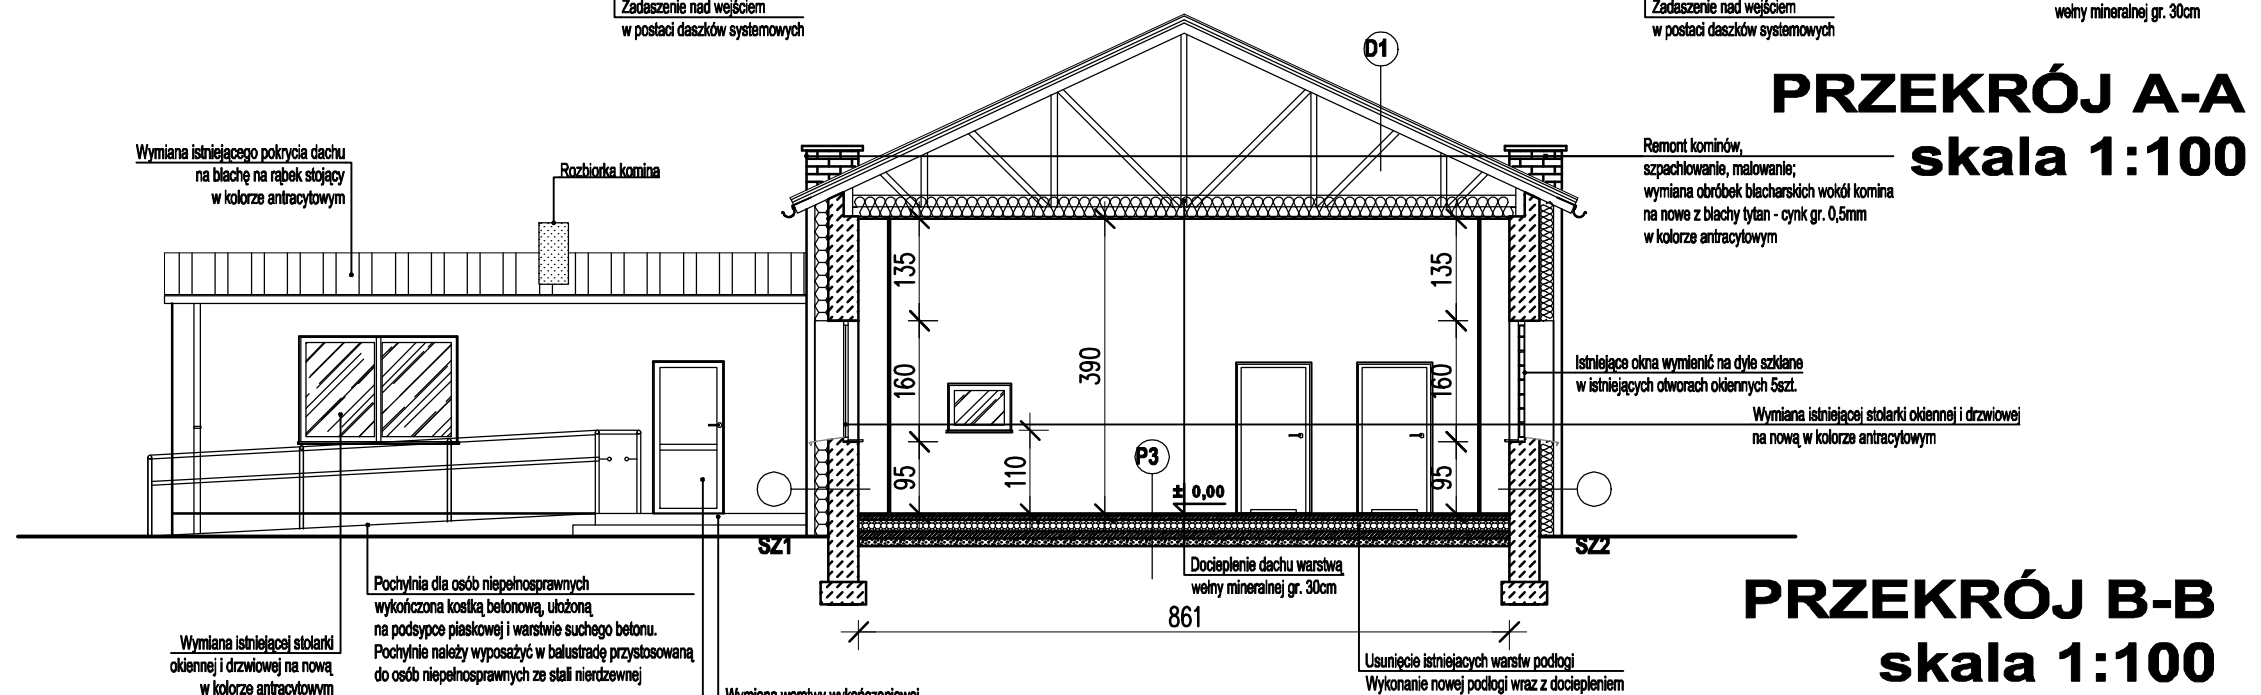 Zadaszenie nad wejściem
w postaci daszków systemowych
Zadaszenie nad wejściem
w postaci daszków systemowych
wełny mineralnej gr. 30cm
D1
PRZEKRÓJ A-A
skala 1:100
Wymiana istniejącego pokrycia dachu
na blachę na rąbek stojący
w kolorze antracytowym
Rozbiorka komina
Remont kominów,
szpachlowanie, malowanie;
wymiana obróbek blacharskich wokół komina
na nowe z blachy tytan - cynk gr. 0,5mm
w kolorze antracytowym
135
160
95
110
390
135
160
95
P3
± 0,00
Istniejące okna wymienić na dyle szklane
w istniejących otworach okiennych 5szt.
Wymiana istniejącej stolarki okiennej i drzwiowej
na nową w kolorze antracytowym
SZ1
SZ2
Docieplenie dachu warstwą
wełny mineralnej gr. 30cm
861
Pochylnia dla osób niepełnosprawnych
wykończona kostką betonową, ułożoną
na podsypce piaskowej i warstwie suchego betonu.
Pochylnie należy wyposażyć w balustradę przystosowaną
do osób niepełnosprawnych ze stali nierdzewnej
Wymiana istniejącej stolarki
okiennej i drzwiowej na nową
w kolorze antracytowym
Wymiana warstwy wykończeniowej
Usunięcie istniejacych warstw podłogi
Wykonanie nowej podłogi wraz z dociepleniem
PRZEKRÓJ B-B
skala 1:100